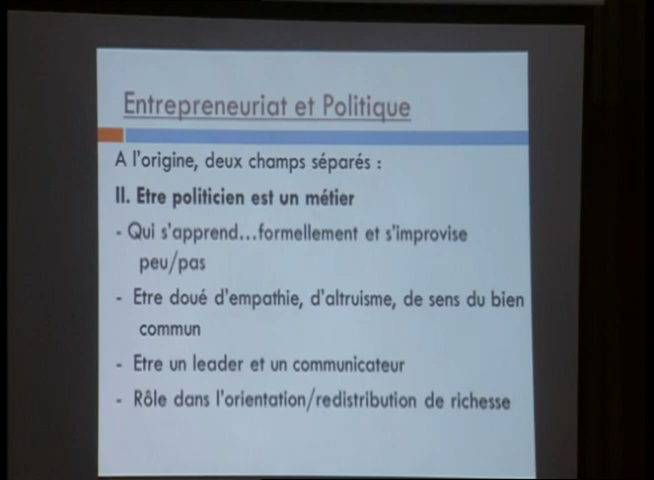 Entrepreneuriat et Politique
A l'origine, deux champs séparés :
II. Etre politicien est un métier
- Qui s'apprend...formellement et s'improvise
peu/pas
- Etre doué d'empathie, d'altruisme, de sens du bien
commun
- Etre un leader et un communicateur
- Rôle dans l'orientation/redistribution de richesse